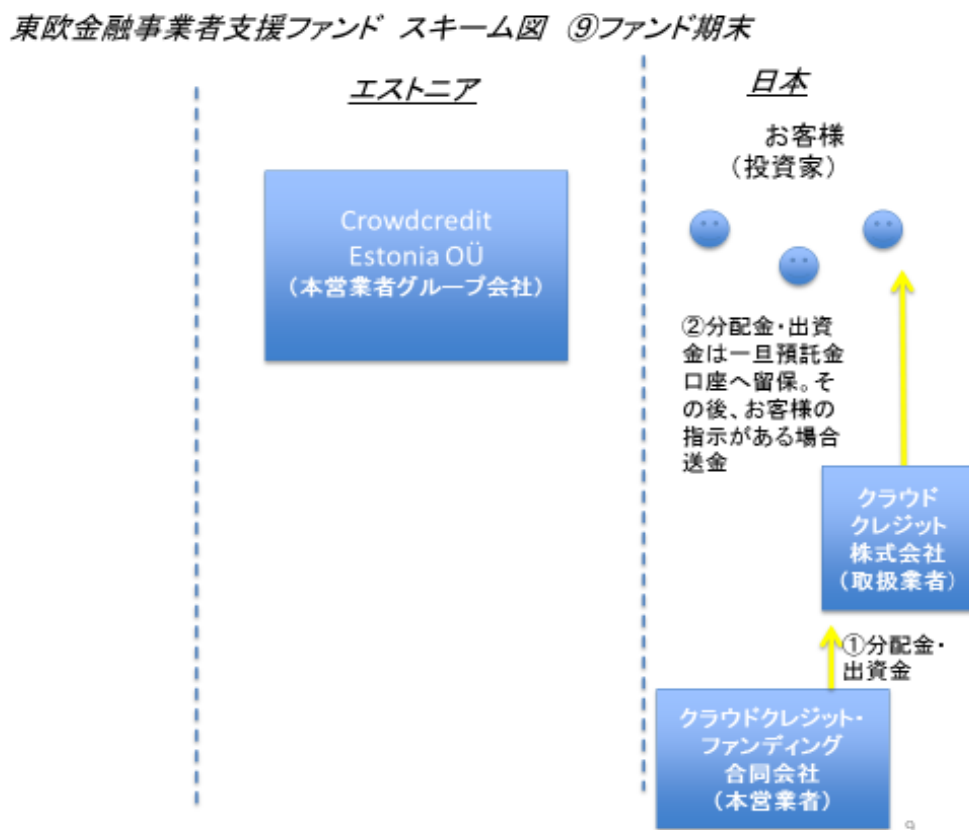 東欧金融事業者支援ファンド スキーム図 ⑨ファンド期末
エストニア
日本
お客様
（投資家）
Crowdcredit
Estonia OÜ
（本営業者グループ会社）
②分配金・出資
金は一旦預託金
口座へ留保。そ
の後、お客様の
指示がある場合
送金
クラウド
クレジット
株式会社
（取扱業者）
①分配金・
出資金
クラウドクレジット・
ファンディング
合同会社
（本営業者）
9